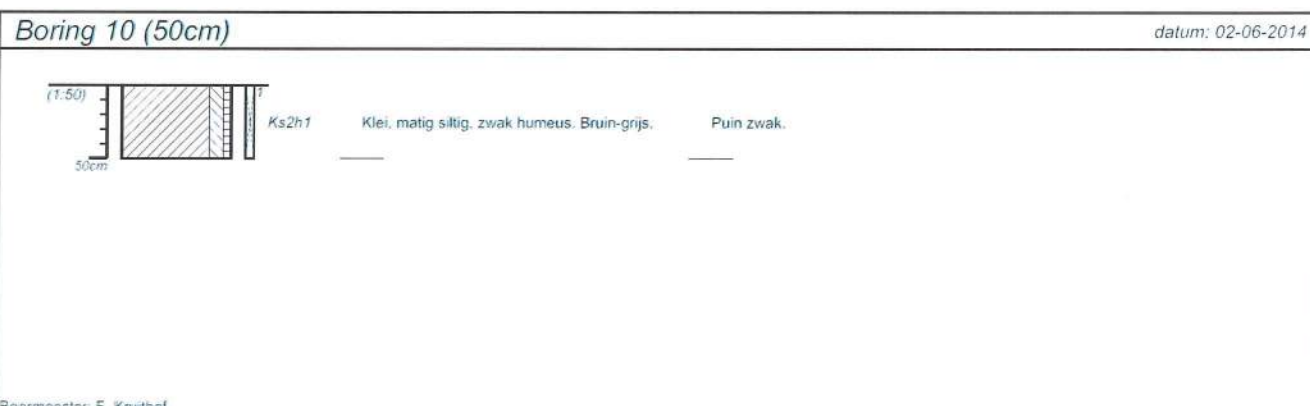 Boring 10 (50cm) datum: 02-06-2014
(1:50) 1
Ks2h1 Klei, matig siltig, zwak humeus. Bruin-grijs. Puin zwak.
50cm